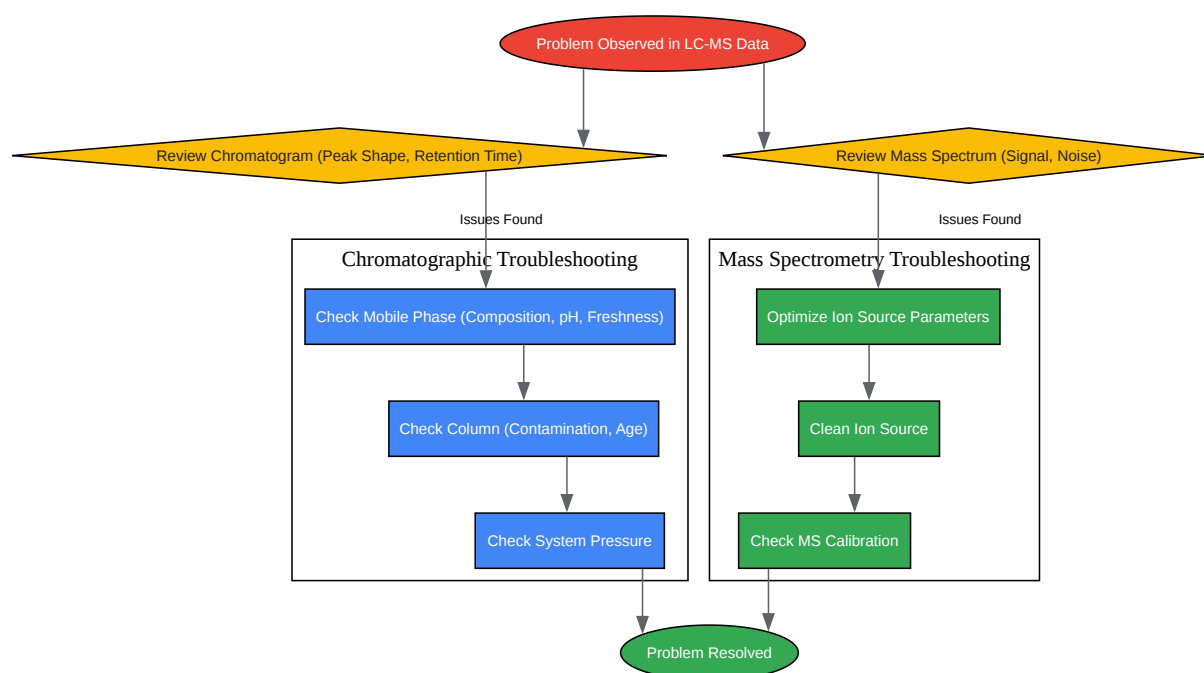 Problem Observed in LC-MS Data
Review Chromatogram (Peak Shape, Retention Time)
Review Mass Spectrum (Signal, Noise)
Issues Found
Issues Found
Chromatographic Troubleshooting
Mass Spectrometry Troubleshooting
Check Mobile Phase (Composition, pH, Freshness)
Optimize Ion Source Parameters
Check Column (Contamination, Age)
Clean Ion Source
Check System Pressure
Check MS Calibration
Problem Resolved